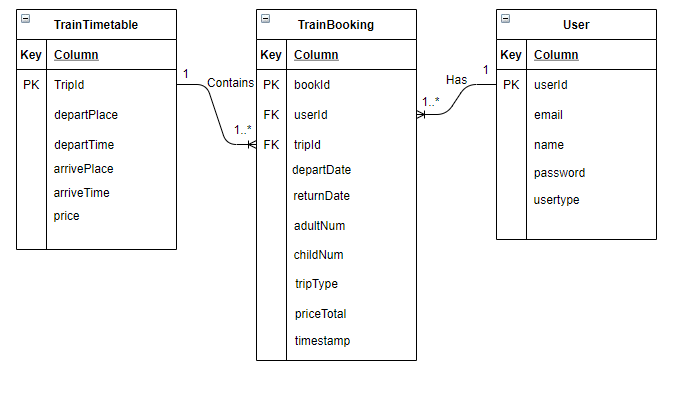 TrainTimetable
Key Column
PK TripId
departPlace
departTime
arrivePlace
arriveTime
price
1
Contains
1..*
TrainBooking
Key Column
PK bookId
FK userId
FK tripId
departDate
returnDate
adultNum
childNum
tripType
priceTotal
timestamp
Has
1
1..*
User
Key Column
PK userId
email
name
password
usertype